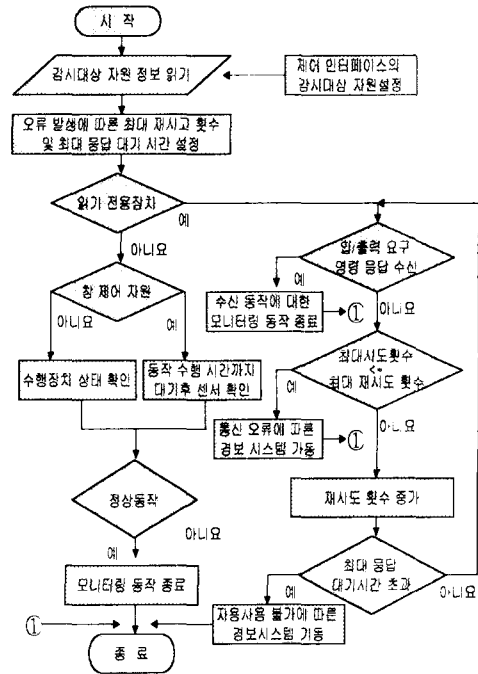 시 작
감시대상 자원 정보 읽기
제어 인터페이스의
감시대상 자원설정
오류 발생에 따른 최대 재시고 횟수
및 최대 응답 대기 시간 설정
읽기 전용장치
예
아니요
창 제어 자원
아니요
예
수행장치 상태 확인
동작 수행 시간까지
대기후 센서 확인
정상동작
아니요
예
모니터링 동작 종료
①
종 료
입/출력 요구
명령 응답 수신
예
아니요
수신 동작에 대한
모니터링 동작 종료
①
최대시도횟수
<=
최대 재시도 횟수
예
아니요
통신 오류에 따른
경보 시스템 가동
①
재시도 횟수 증가
최대 응답
대기시간 초과
예
아니요
자용사용 불가에 따른
경보시스템 기동